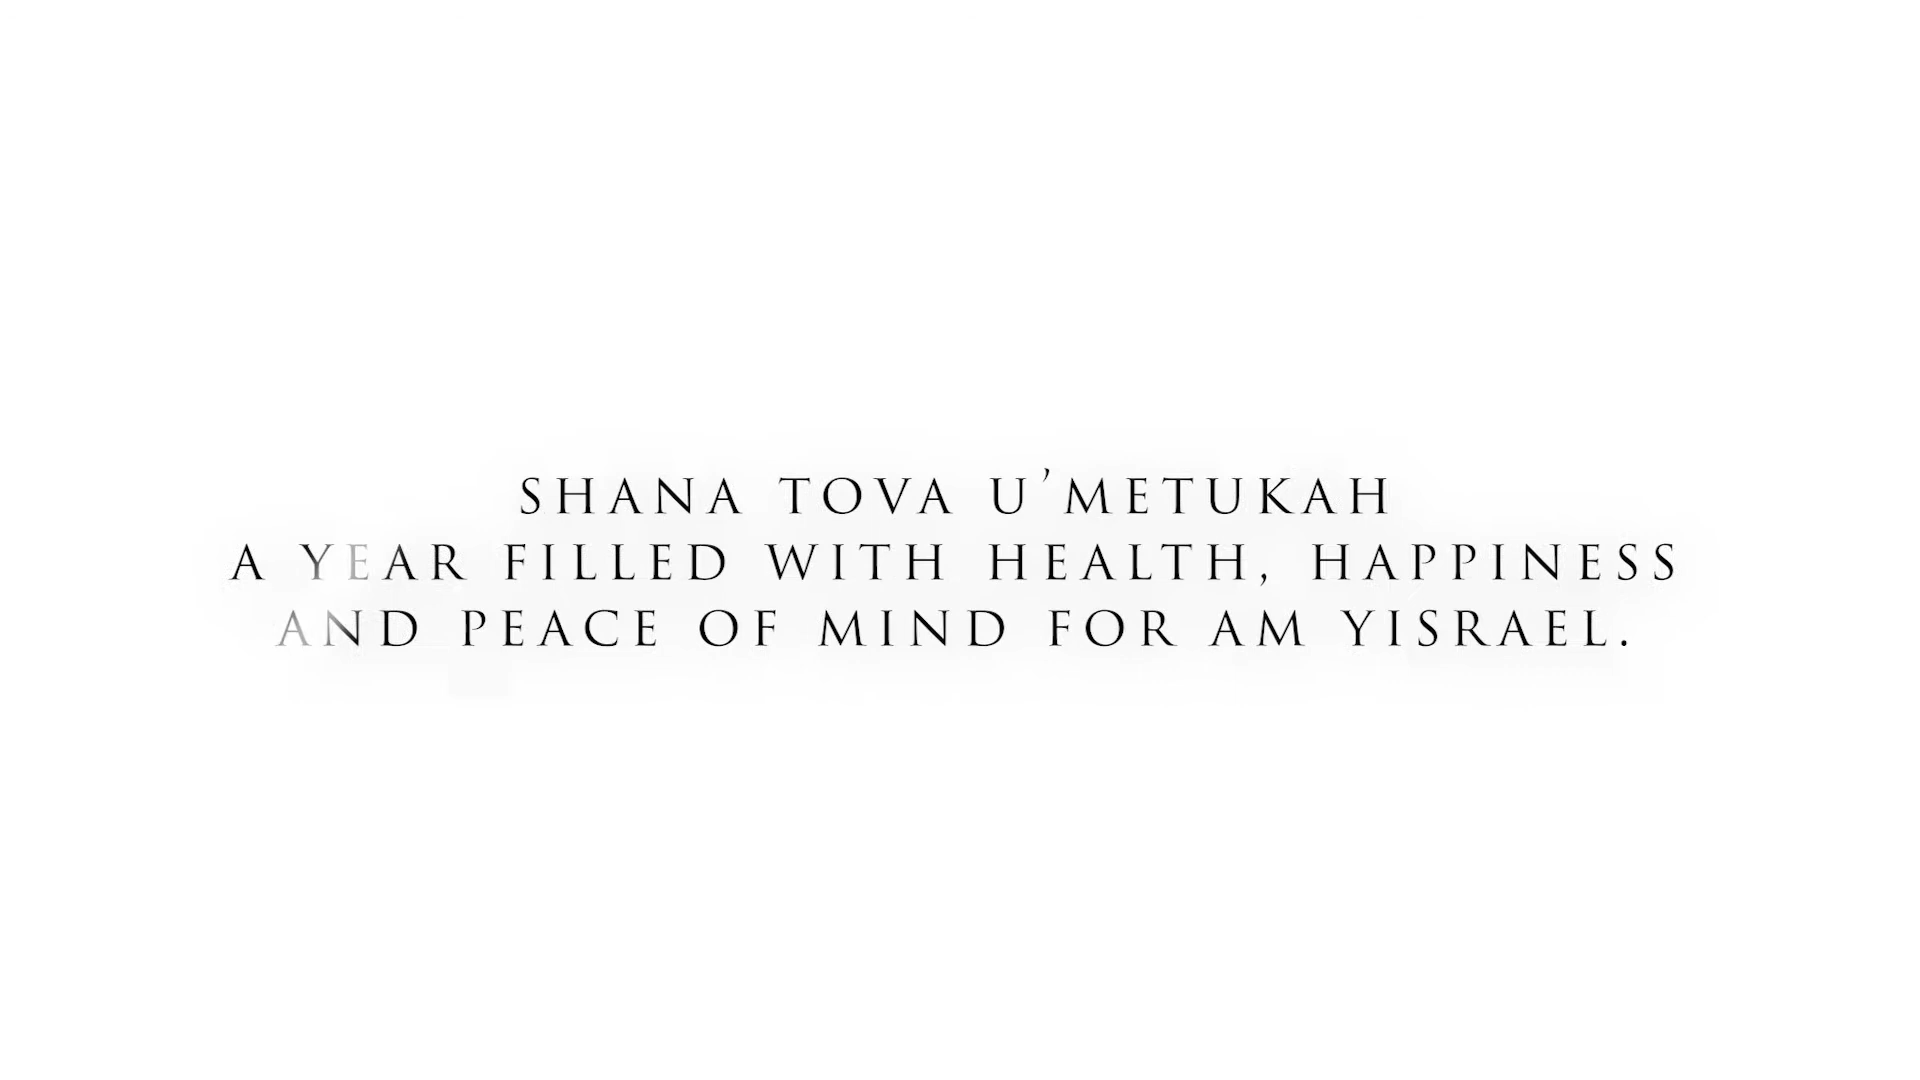 SHANA TOVA U’METUKAH
A YEAR FILLED WITH HEALTH, HAPPINESS
AND PEACE OF MIND FOR AM YISRAEL.